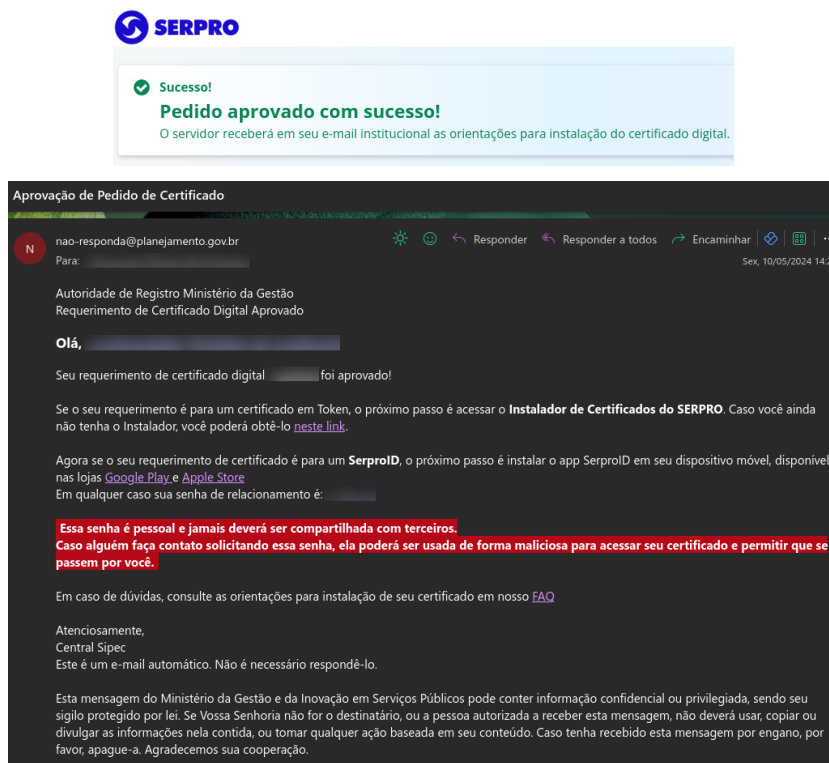 SERPRO
Sucesso!
Pedido aprovado com sucesso!
O servidor receberá em seu e-mail institucional as orientações para instalação do certificado digital.
Aprovação de Pedido de Certificado
N
nao-responda@planejamento.gov.br
Responder
Responder a todos
Encaminhar
Para:
Sex, 10/05/2024 14:2
Autoridade de Registro Ministério da Gestão
Requerimento de Certificado Digital Aprovado
Olá,
Seu requerimento de certificado digital foi aprovado!
Se o seu requerimento é para um certificado em Token, o próximo passo é acessar o Instalador de Certificados do SERPRO. Caso você ainda
não tenha o Instalador, você poderá obtê-lo neste link.
Agora se o seu requerimento de certificado é para um SerproID, o próximo passo é instalar o app SerproID em seu dispositivo móvel, disponível
nas lojas Google Play e Apple Store
Em qualquer caso sua senha de relacionamento é:
Essa senha é pessoal e jamais deverá ser compartilhada com terceiros.
Caso alguém faça contato solicitando essa senha, ela poderá ser usada de forma maliciosa para acessar seu certificado e permitir que se
passem por você.
Em caso de dúvidas, consulte as orientações para instalação de seu certificado em nosso FAQ
Atenciosamente,
Central Sipec
Este é um e-mail automático. Não é necessário respondê-lo.
Esta mensagem do Ministério da Gestão e da Inovação em Serviços Públicos pode conter informação confidencial ou privilegiada, sendo seu
sigilo protegido por lei. Se Vossa Senhoria não for o destinatário, ou a pessoa autorizada a receber esta mensagem, não deverá usar, copiar ou
divulgar as informações nela contida, ou tomar qualquer ação baseada em seu conteúdo. Caso tenha recebido esta mensagem por engano, por
favor, apague-a. Agradecemos sua cooperação.